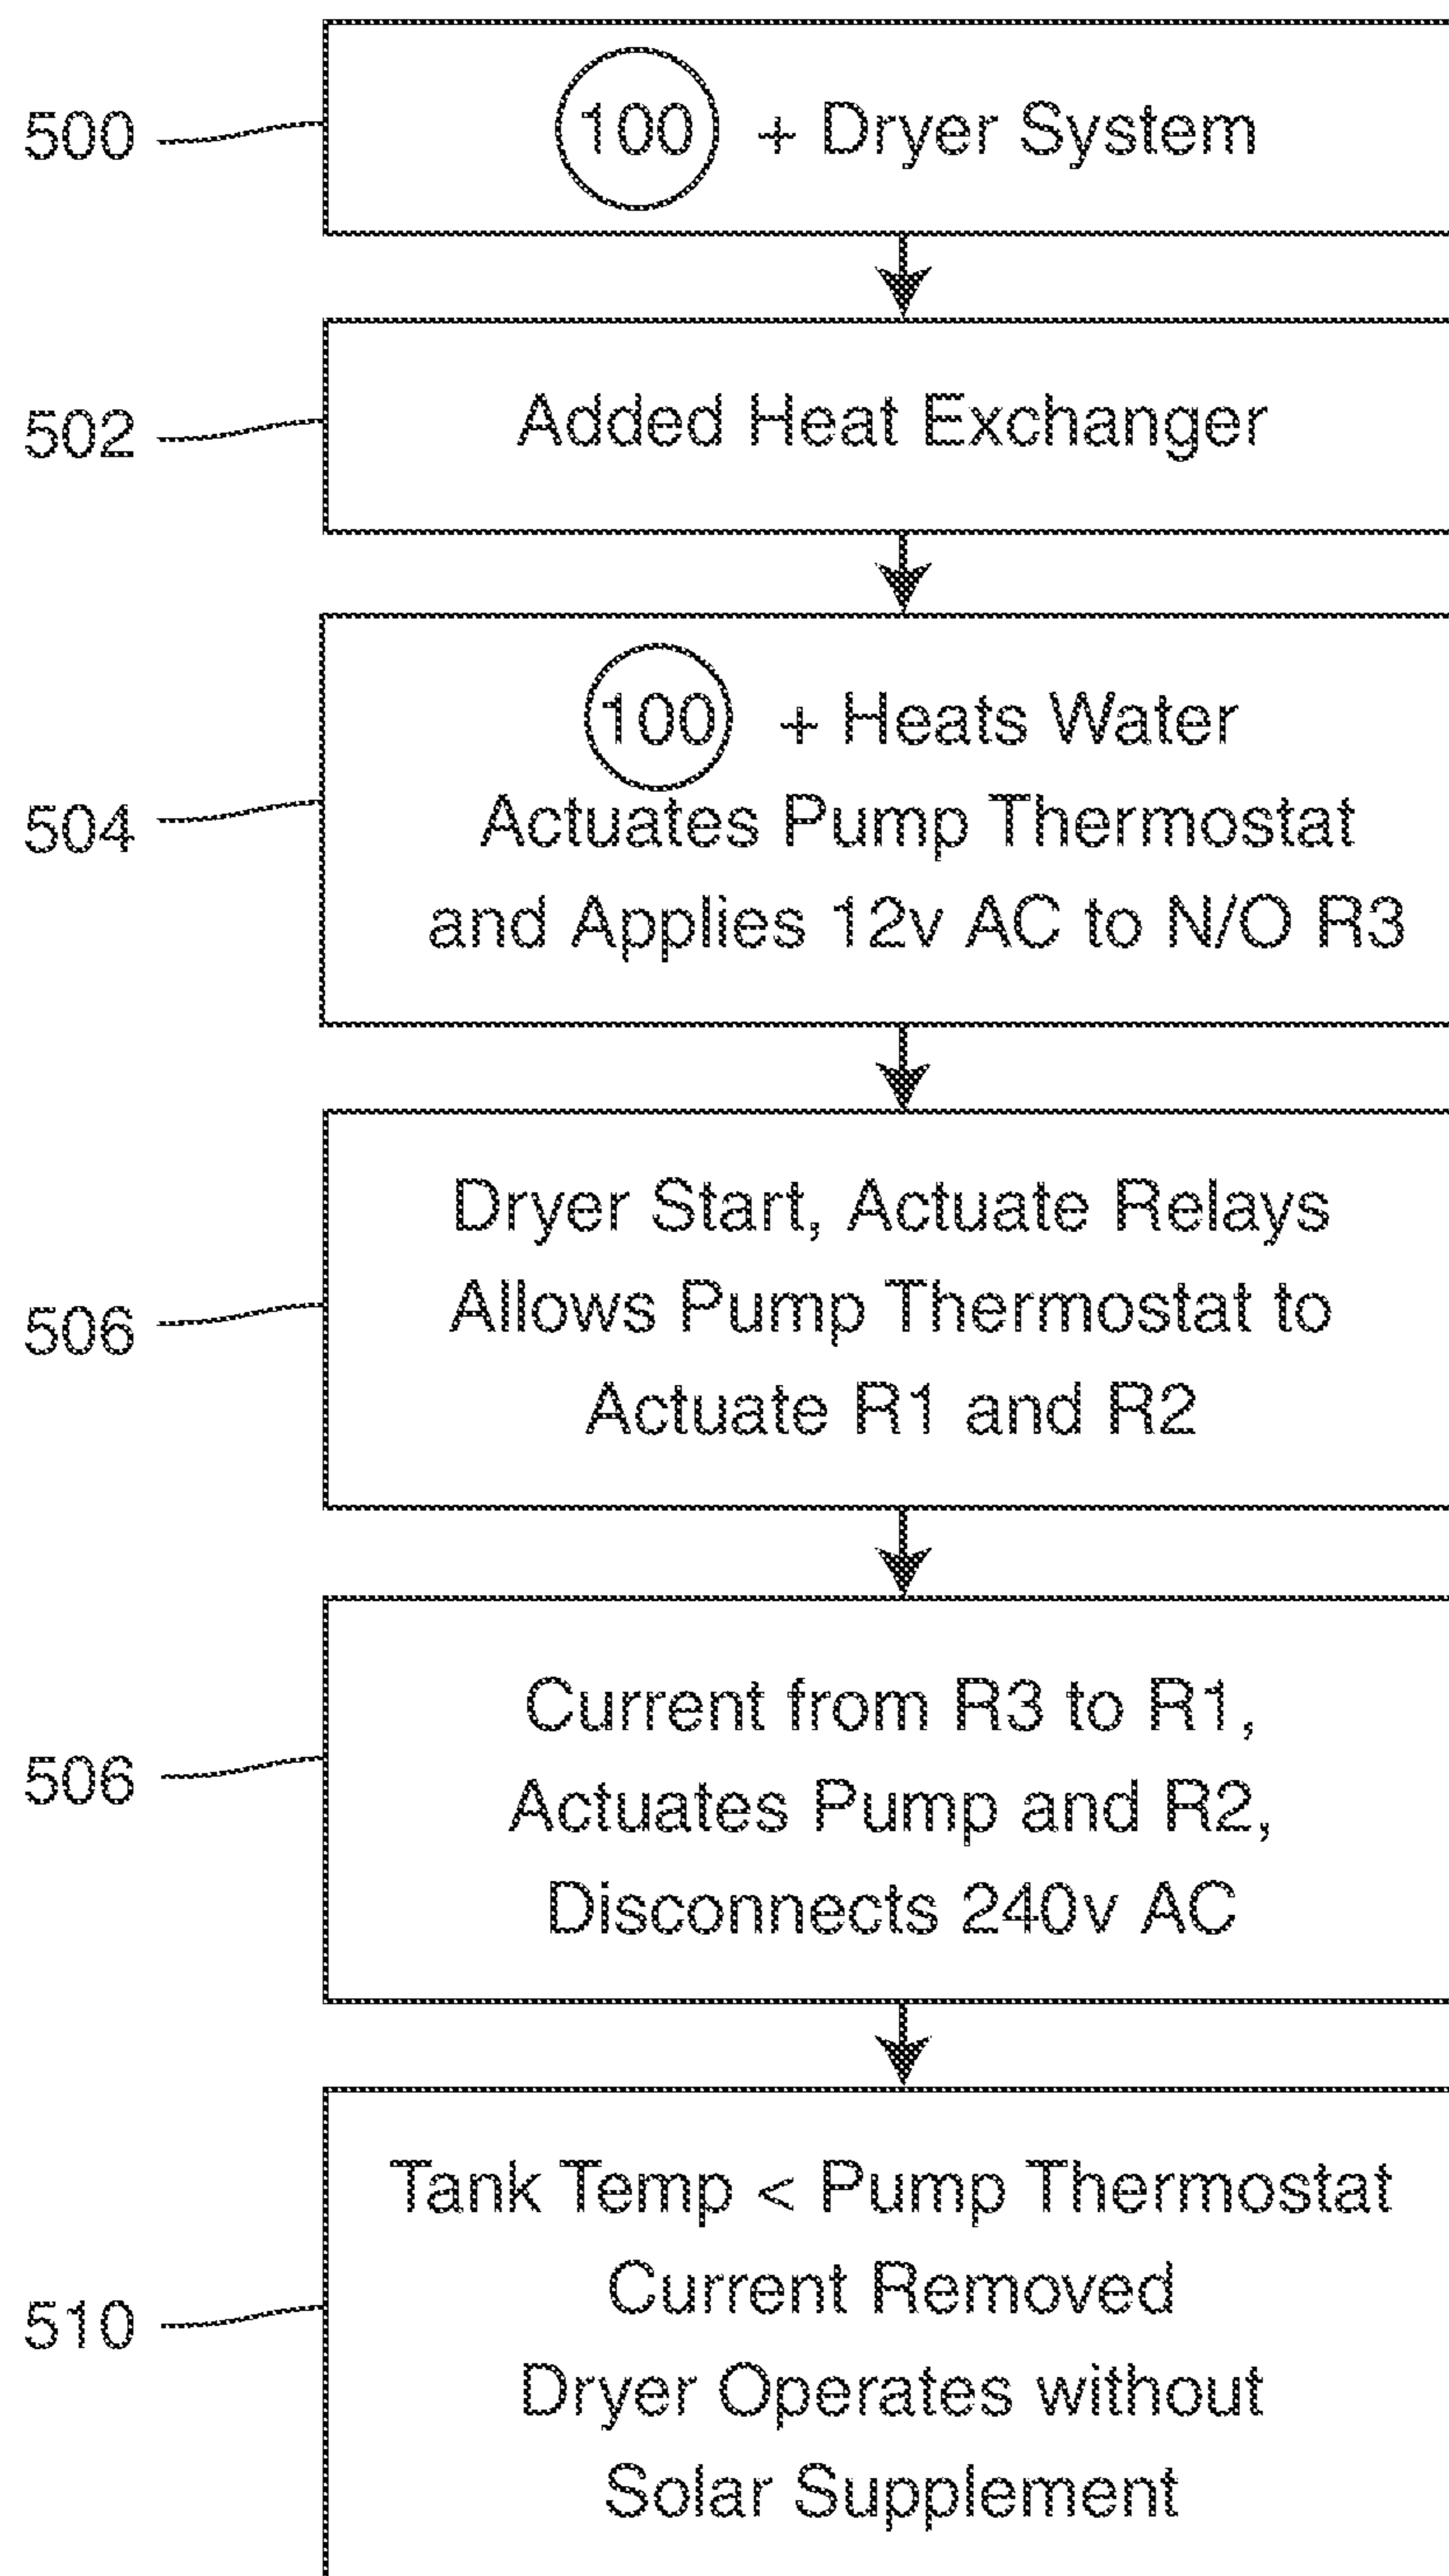 500
100 + Dryer System
502
Added Heat Exchanger
504
100 + Heats Water
Actuates Pump Thermostat
and Applies 12v AC to N/O R3
506
Dryer Start, Actuate Relays
Allows Pump Thermostat to
Actuate R1 and R2
506
Current from R3 to R1,
Actuates Pump and R2,
Disconnects 240v AC
510
Tank Temp < Pump Thermostat
Current Removed
Dryer Operates without
Solar Supplement